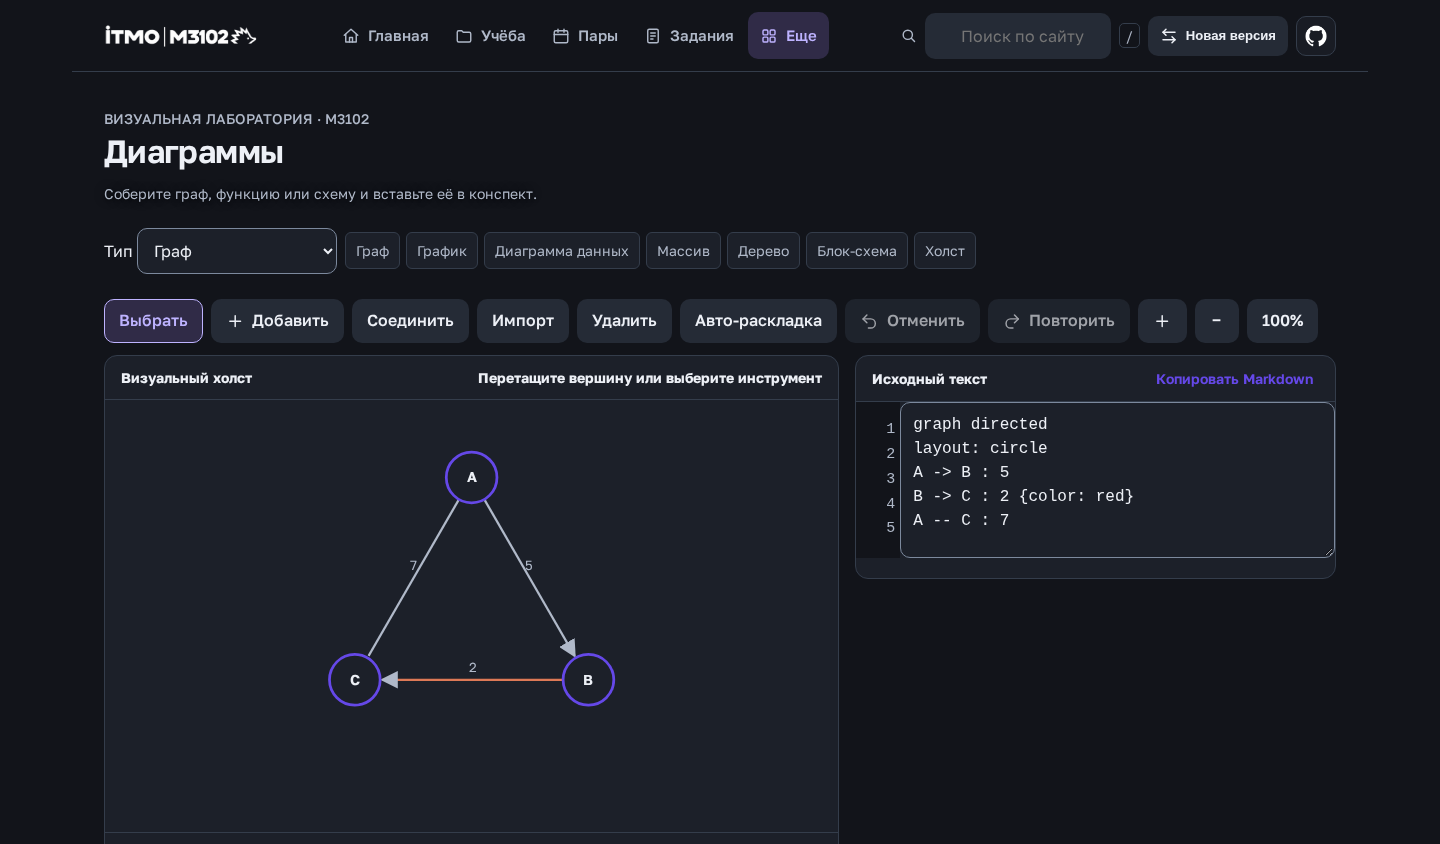 iTMO | M3102
Главная
Учёба
Пары
Задания
Еще
Поиск по сайту
/
Новая версия
ВИЗУАЛЬНАЯ ЛАБОРАТОРИЯ · М3102
Диаграммы
Соберите граф, функцию или схему и вставьте её в конспект.
Тип
Граф
Граф
График
Диаграмма данных
Массив
Дерево
Блок-схема
Холст
Выбрать
+ Добавить
Соединить
Импорт
Удалить
Авто-раскладка
Отменить
Повторить
+
−
100%
Визуальный холст
Перетащите вершину или выберите инструмент
A
7
5
2
C
B
Исходный текст
Копировать Markdown
1 graph directed
2 layout: circle
3 A -> B : 5
4 B -> C : 2 {color: red}
5 A -- C : 7